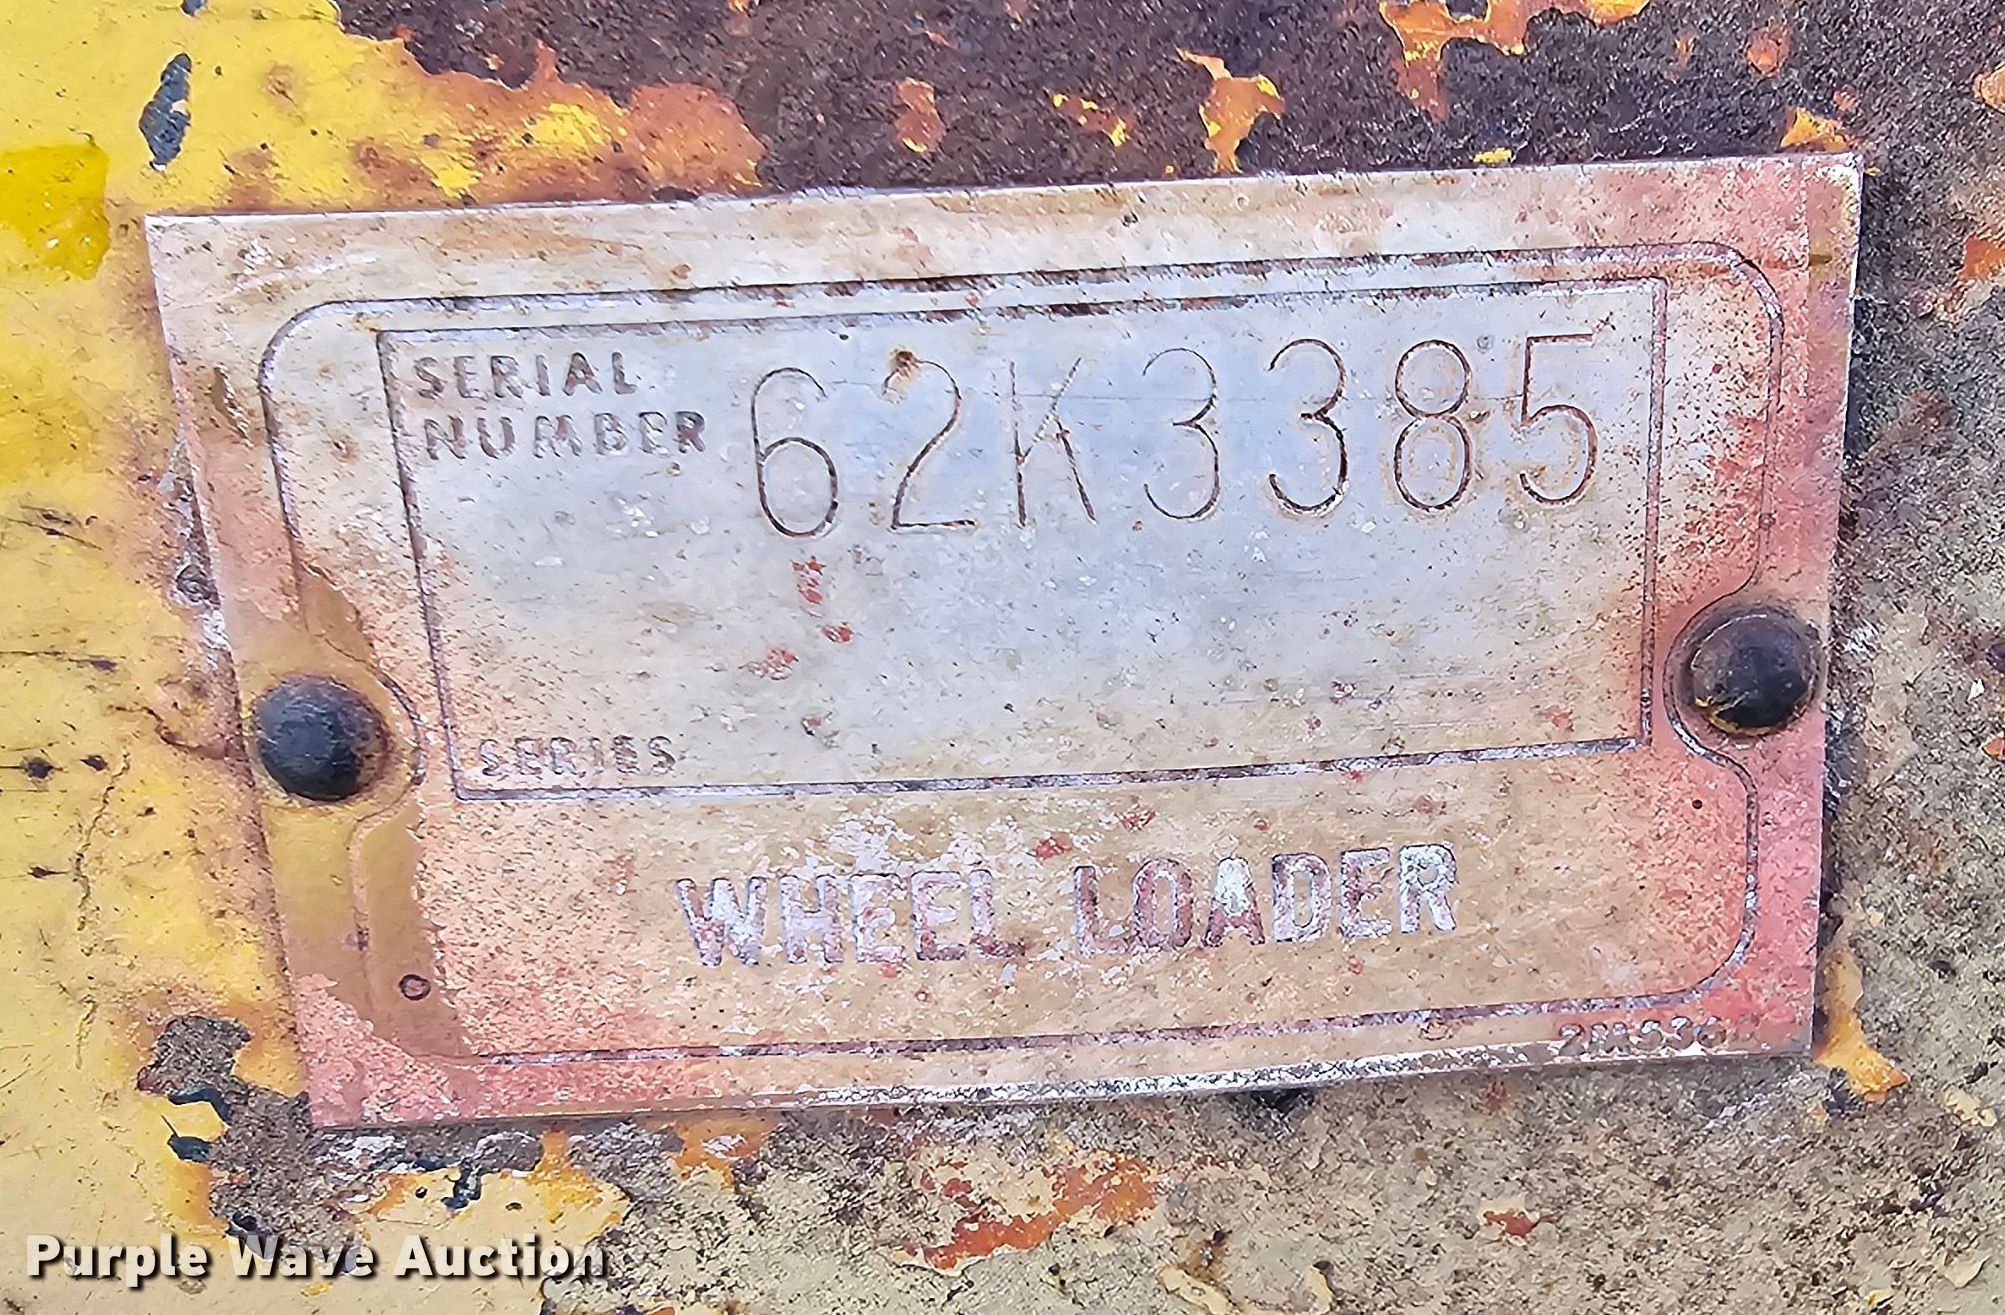 SERIAL
NUMBER 62K3385
SERIES
WHEEL LOADER
Purple Wave Auction